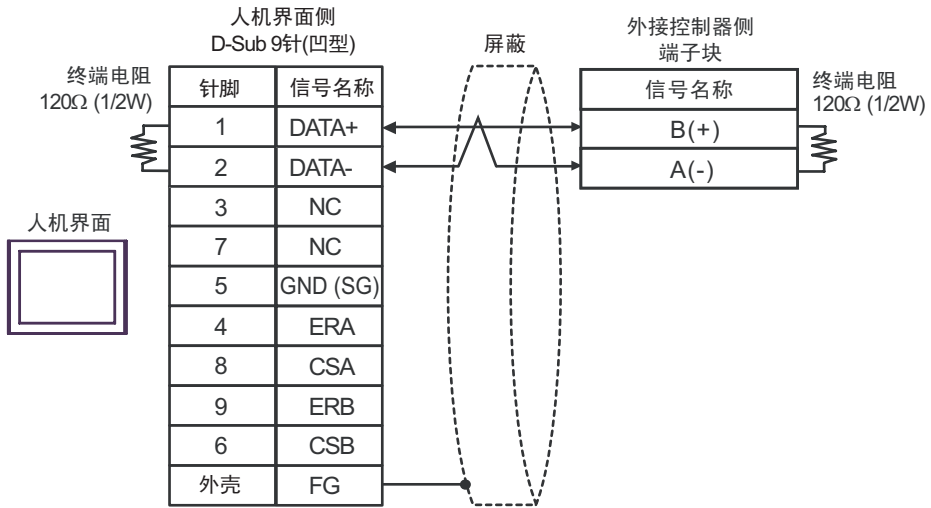 人机界面侧
D-Sub 9针(凹型)
屏蔽
外接控制器侧
端子块
终端电阻
120Ω (1/2W)
针脚 信号名称
信号名称
终端电阻
120Ω (1/2W)
1 DATA+
B(+)
2 DATA-
A(-)
3 NC
人机界面
7 NC
5 GND (SG)
4 ERA
8 CSA
9 ERB
6 CSB
外壳 FG